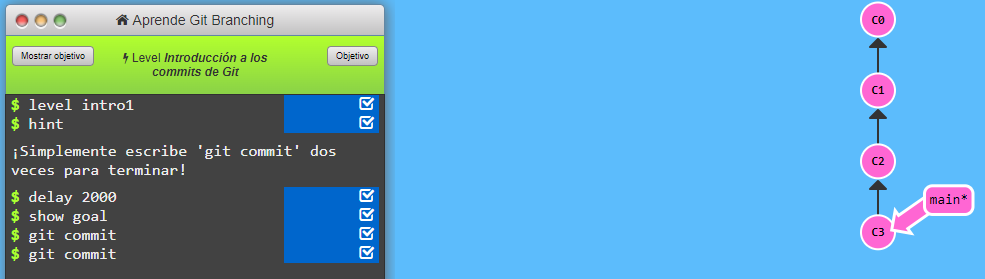 Aprende Git Branching
Mostrar objetivo
Level Introducción a los
commits de Git
Objetivo
$ level intro1
$ hint
¡Simplemente escribe 'git commit' dos
veces para terminar!
$ delay 2000
$ show goal
$ git commit
$ git commit
C0
C1
C2
main*
C3